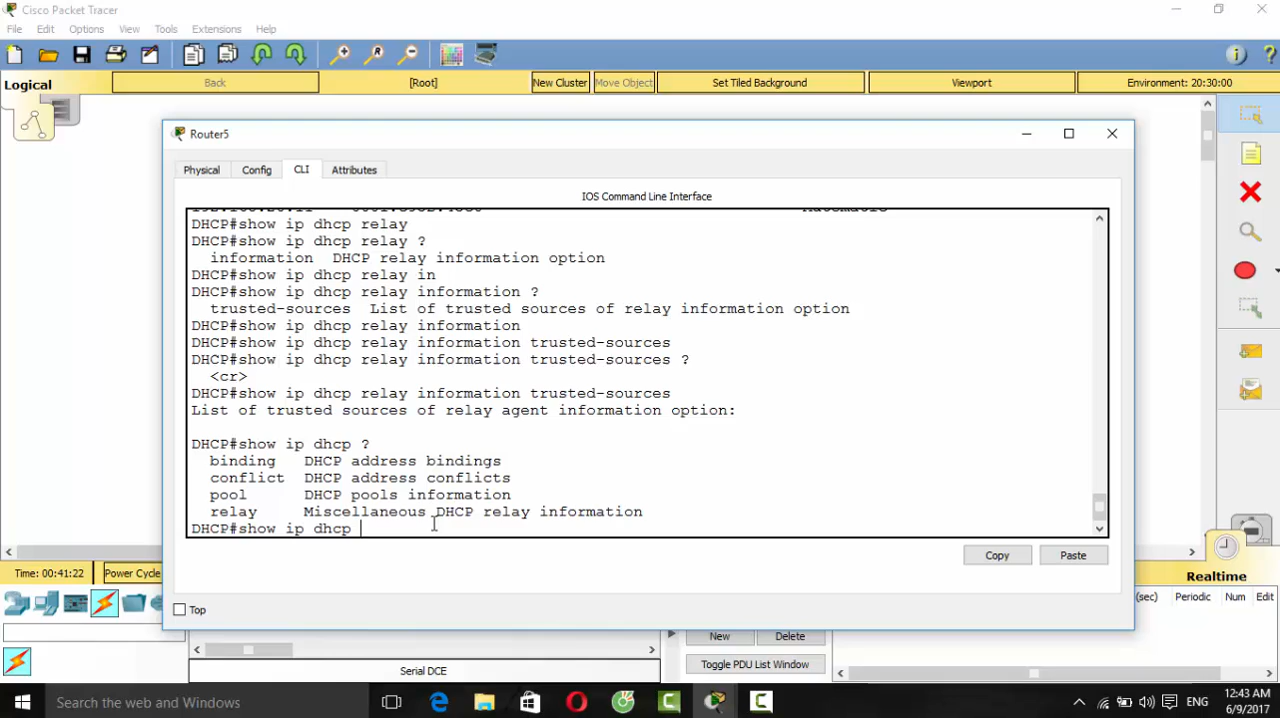 Cisco Packet Tracer
File Edit Options View Tools Extensions Help
Logical Back [Root] New Cluster Move Object Set Tiled Background Viewport Environment: 20:30:00
Router5
Physical Config CLI Attributes
IOS Command Line Interface
DHCP#show ip dhcp relay
DHCP#show ip dhcp relay ?
information DHCP relay information option
DHCP#show ip dhcp relay in
DHCP#show ip dhcp relay information ?
trusted-sources List of trusted sources of relay information option
DHCP#show ip dhcp relay information
DHCP#show ip dhcp relay information trusted-sources
DHCP#show ip dhcp relay information trusted-sources ?
<cr>
DHCP#show ip dhcp relay information trusted-sources
List of trusted sources of relay agent information option:
DHCP#show ip dhcp ?
binding DHCP address bindings
conflict DHCP address conflicts
pool DHCP pools information
relay Miscellaneous DHCP relay information
DHCP#show ip dhcp
Copy Paste
Time: 00:41:22 Power Cycle
Realtime
(sec) Periodic Num Edit
Top
New Delete
Toggle PDU List Window
Serial DCE
Search the web and Windows
ENG
12:43 AM
6/9/2017